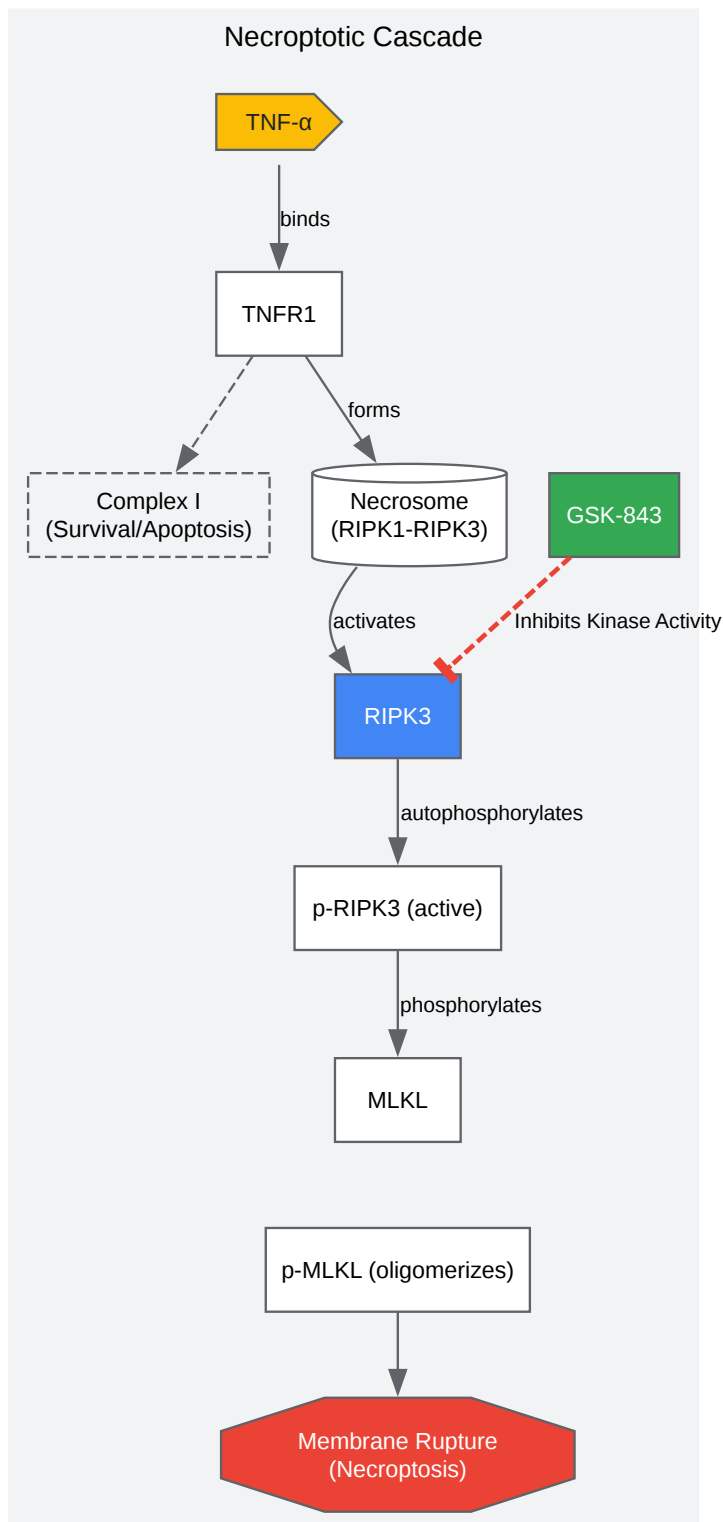 Necroptotic Cascade
TNF-α
binds
TNFR1
forms
Complex I
(Survival/Apoptosis)
Necrosome
(RIPK1-RIPK3)
GSK-843
activates
Inhibits Kinase Activity
RIPK3
autophosphorylates
p-RIPK3 (active)
phosphorylates
MLKL
p-MLKL (oligomerizes)
Membrane Rupture
(Necroptosis)